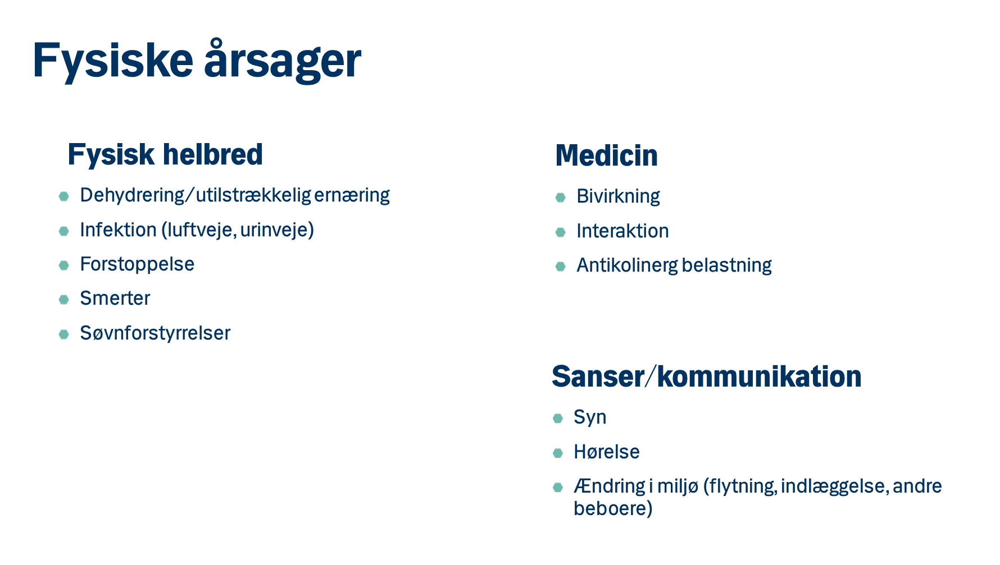 Fysiske årsager
Fysisk helbred
Dehydrering/utilstrækkelig ernæring
Infektion (luftveje, urinveje)
Forstoppelse
Smerter
Søvnforstyrrelser
Medicin
Bivirkning
Interaktion
Antikolinerg belastning
Sanser/kommunikation
Syn
Hørelse
Ændring i miljø (flytning, indlæggelse, andre
beboere)